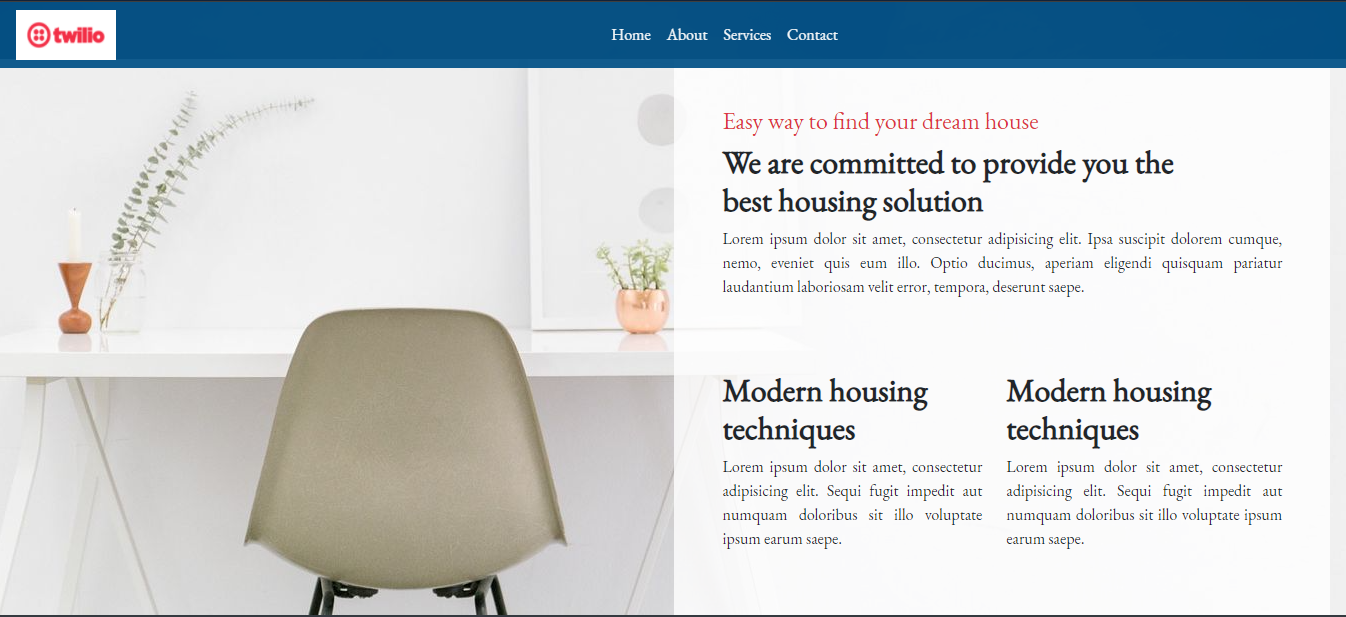 twilio
Home About Services Contact
Easy way to find your dream house
We are committed to provide you the
best housing solution
Lorem ipsum dolor sit amet, consectetur adipisicing elit. Ipsa suscipit dolorem cumque,
nemo, eveniet quis eum illo. Optio ducimus, aperiam eligendi quisquam pariatur
laudantium laboriosam velit error, tempora, deserunt saepe.
Modern housing
techniques
Lorem ipsum dolor sit amet, consectetur
adipisicing elit. Sequi fugit impedit aut
numquam doloribus sit illo voluptate
ipsum earum saepe.
Modern housing
techniques
Lorem ipsum dolor sit amet, consectetur
adipisicing elit. Sequi fugit impedit aut
numquam doloribus sit illo voluptate ipsum
earum saepe.